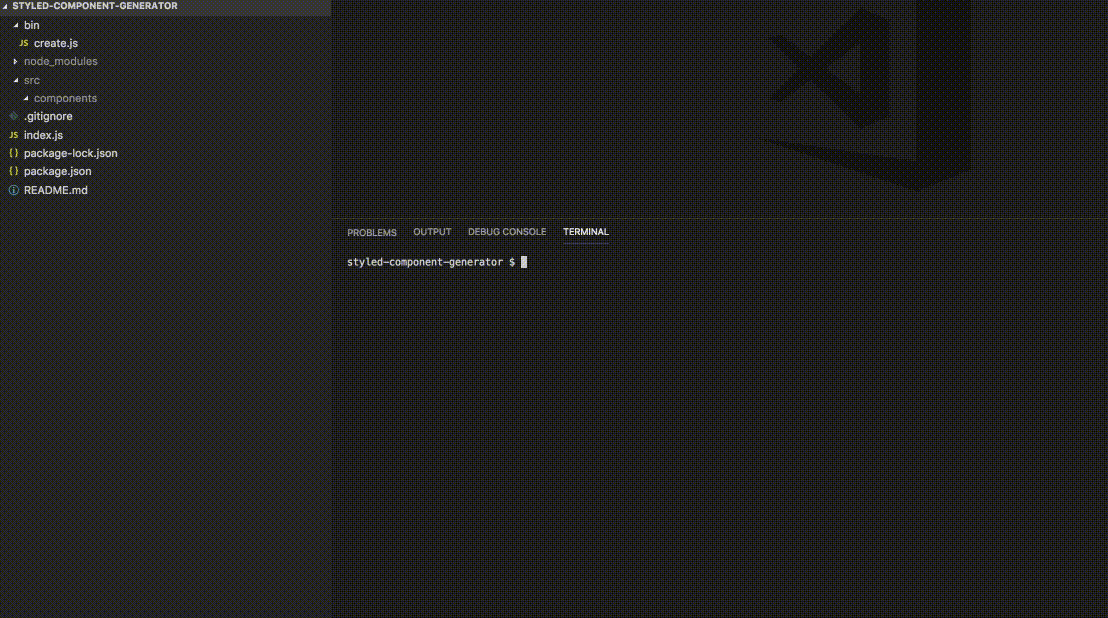 STYLED-COMPONENT-GENERATOR
bin
JS create.js
node_modules
src
components
.gitignore
JS index.js
{} package-lock.json
{} package.json
README.md
PROBLEMS OUTPUT DEBUG CONSOLE TERMINAL
styled-component-generator $